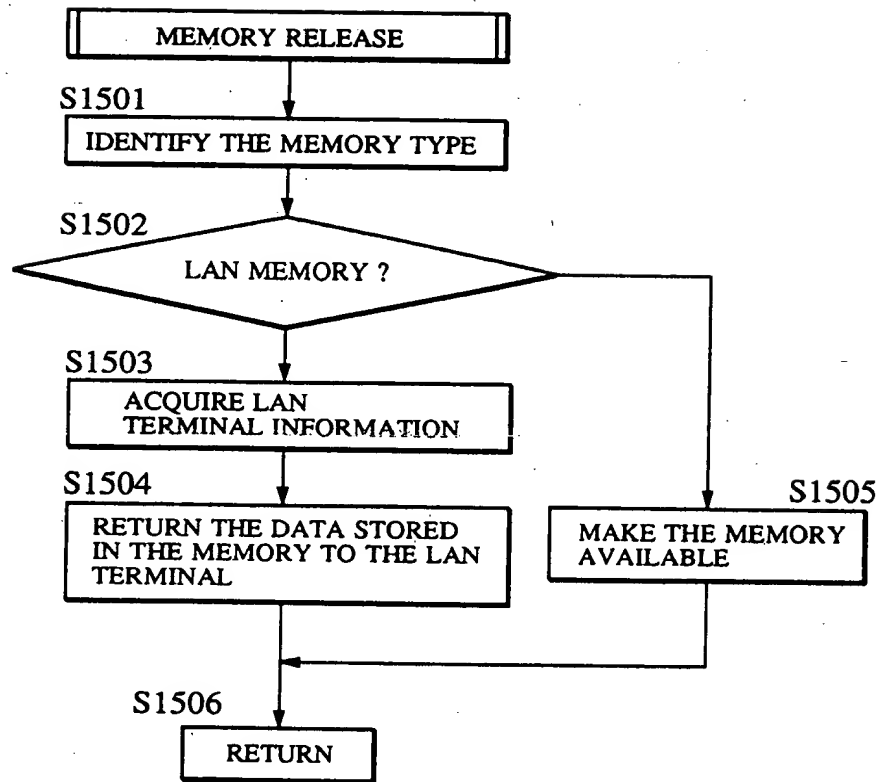 MEMORY RELEASE
S1501
IDENTIFY THE MEMORY TYPE
S1502
LAN MEMORY ?
S1503
ACQUIRE LAN
TERMINAL INFORMATION
S1504
RETURN THE DATA STORED
IN THE MEMORY TO THE LAN
TERMINAL
S1505
MAKE THE MEMORY
AVAILABLE
S1506
RETURN